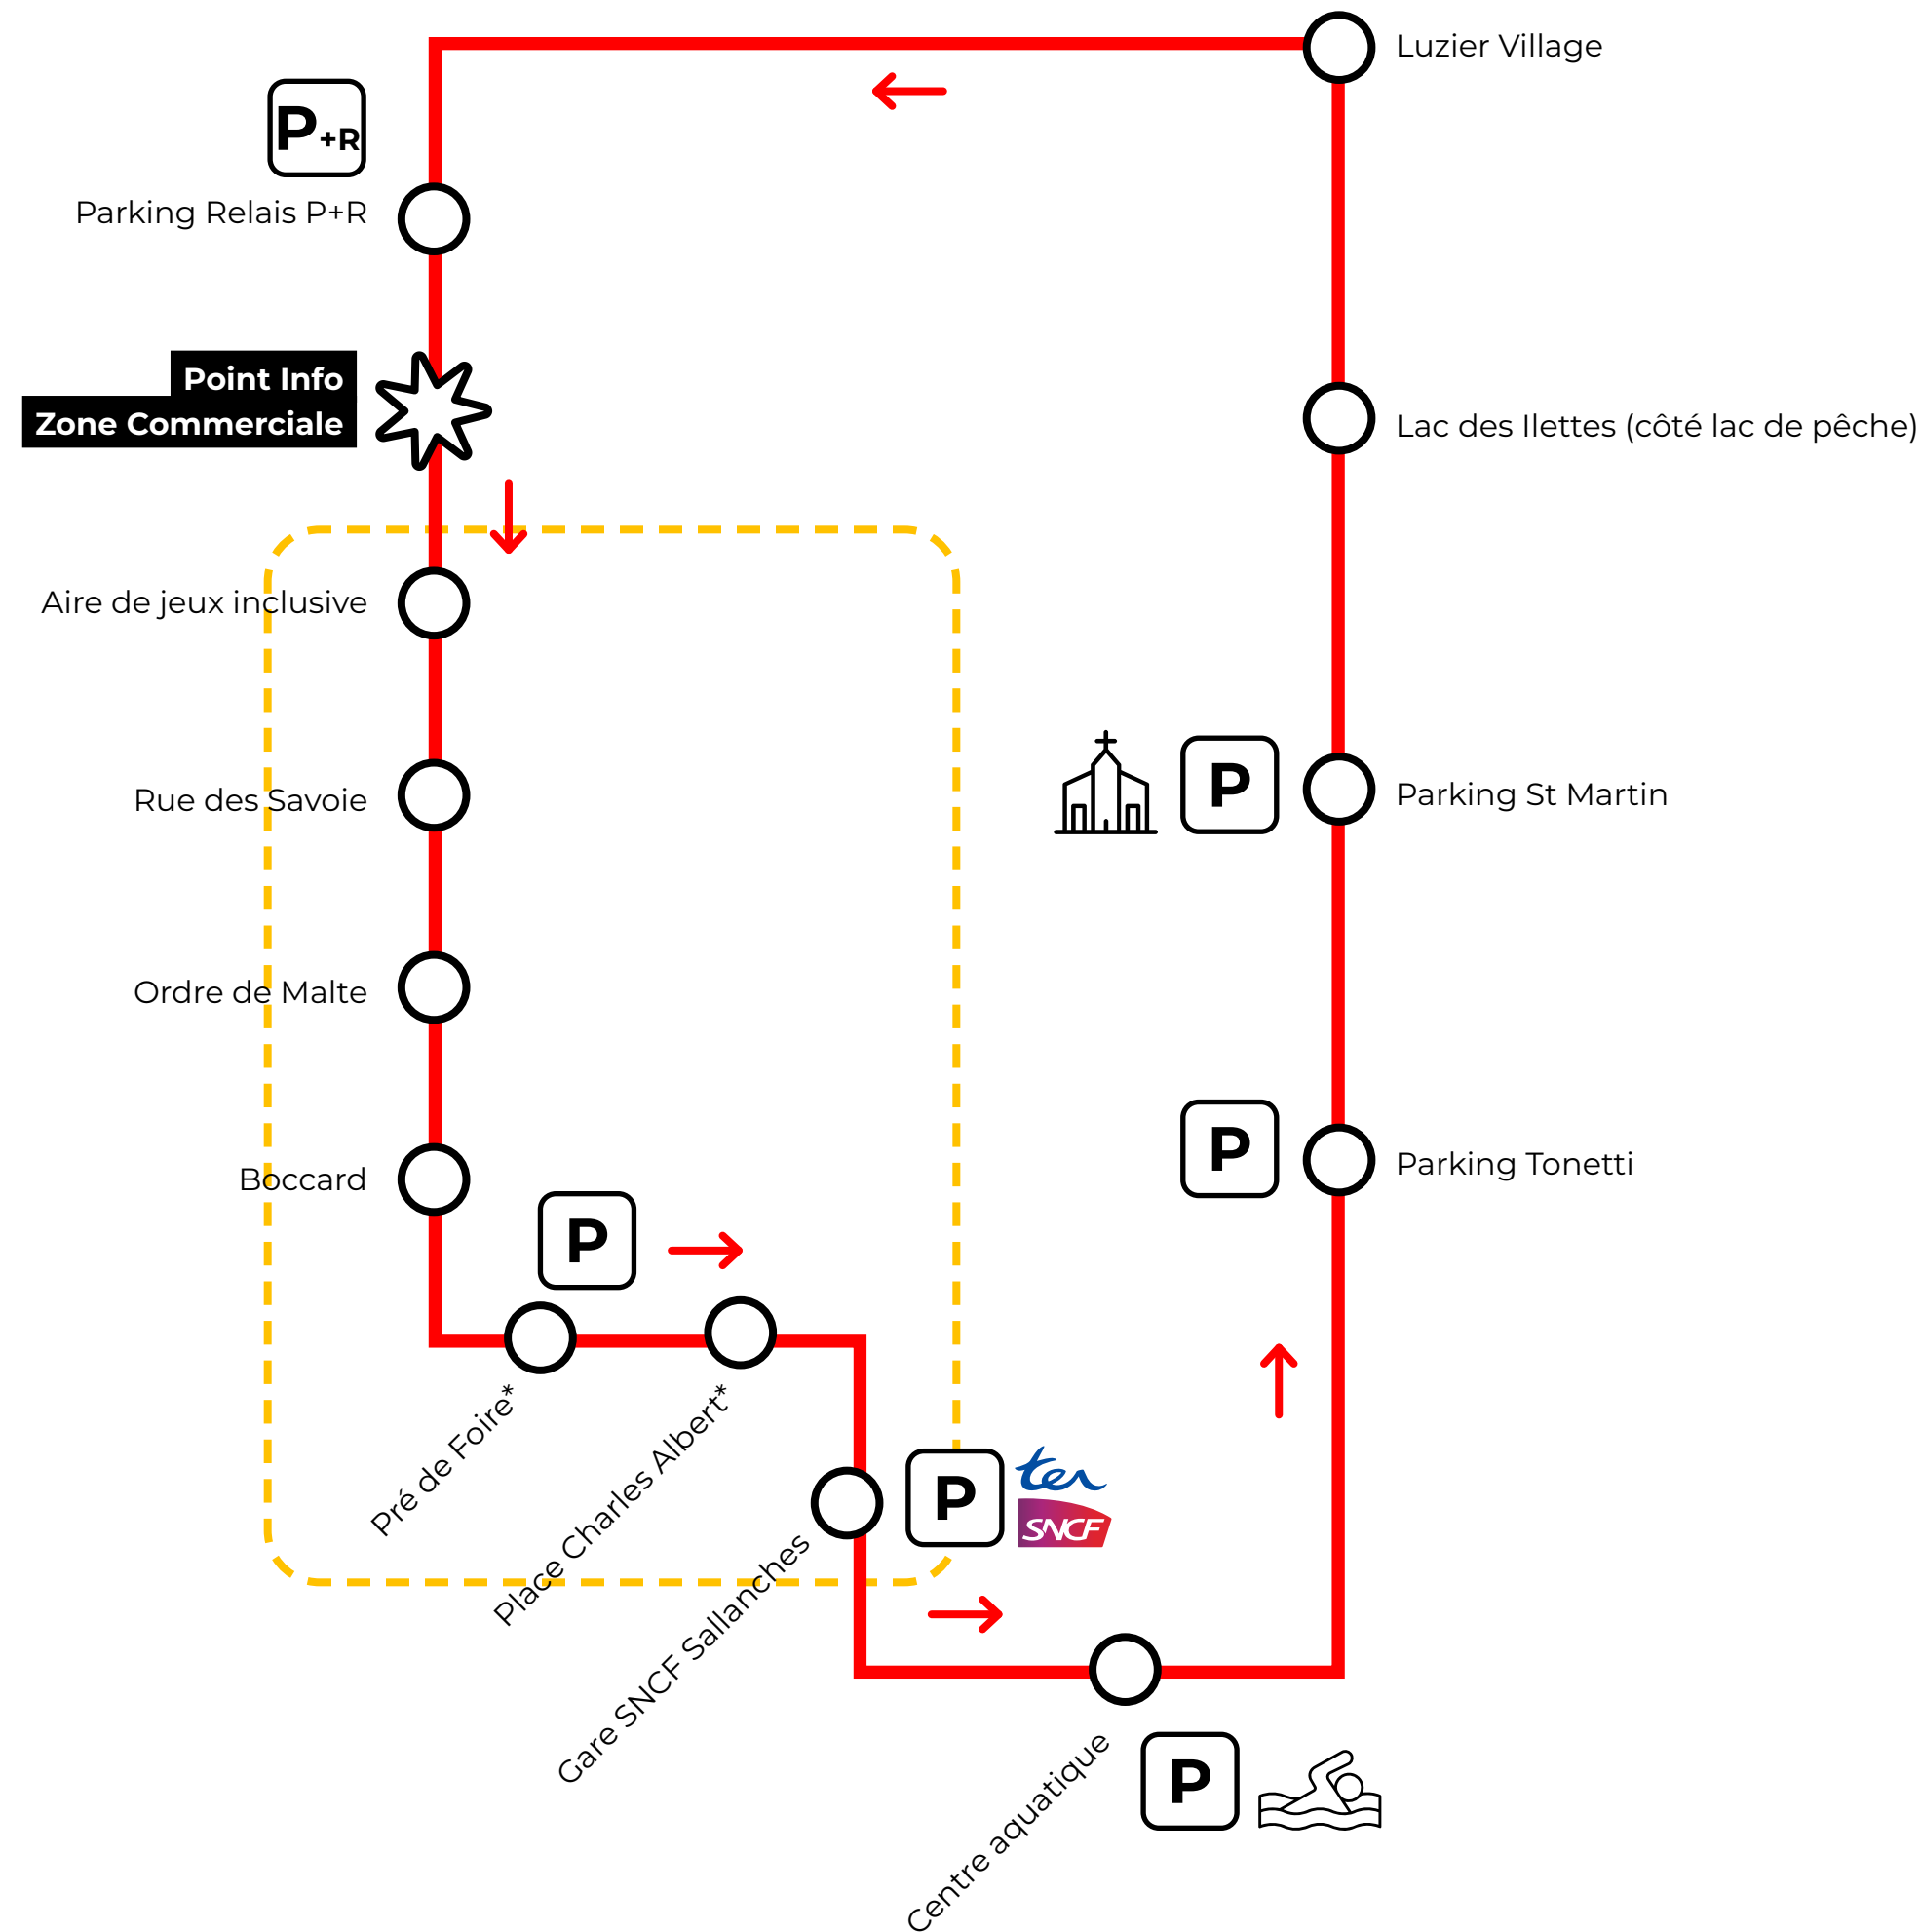 Luzier Village
P+R
Parking Relais P+R
Point Info
Zone Commerciale
Lac des Ilettes (côté lac de pêche)
Aire de jeux inclusive
Rue des Savoie
P
Parking St Martin
Ordre de Malte
Boccard
P
Parking Tonetti
P
Pré de Foire*
Place Charles Albert*
Gare SNCF Sallanches
P
ter
SNCF
Centre aquatique
P